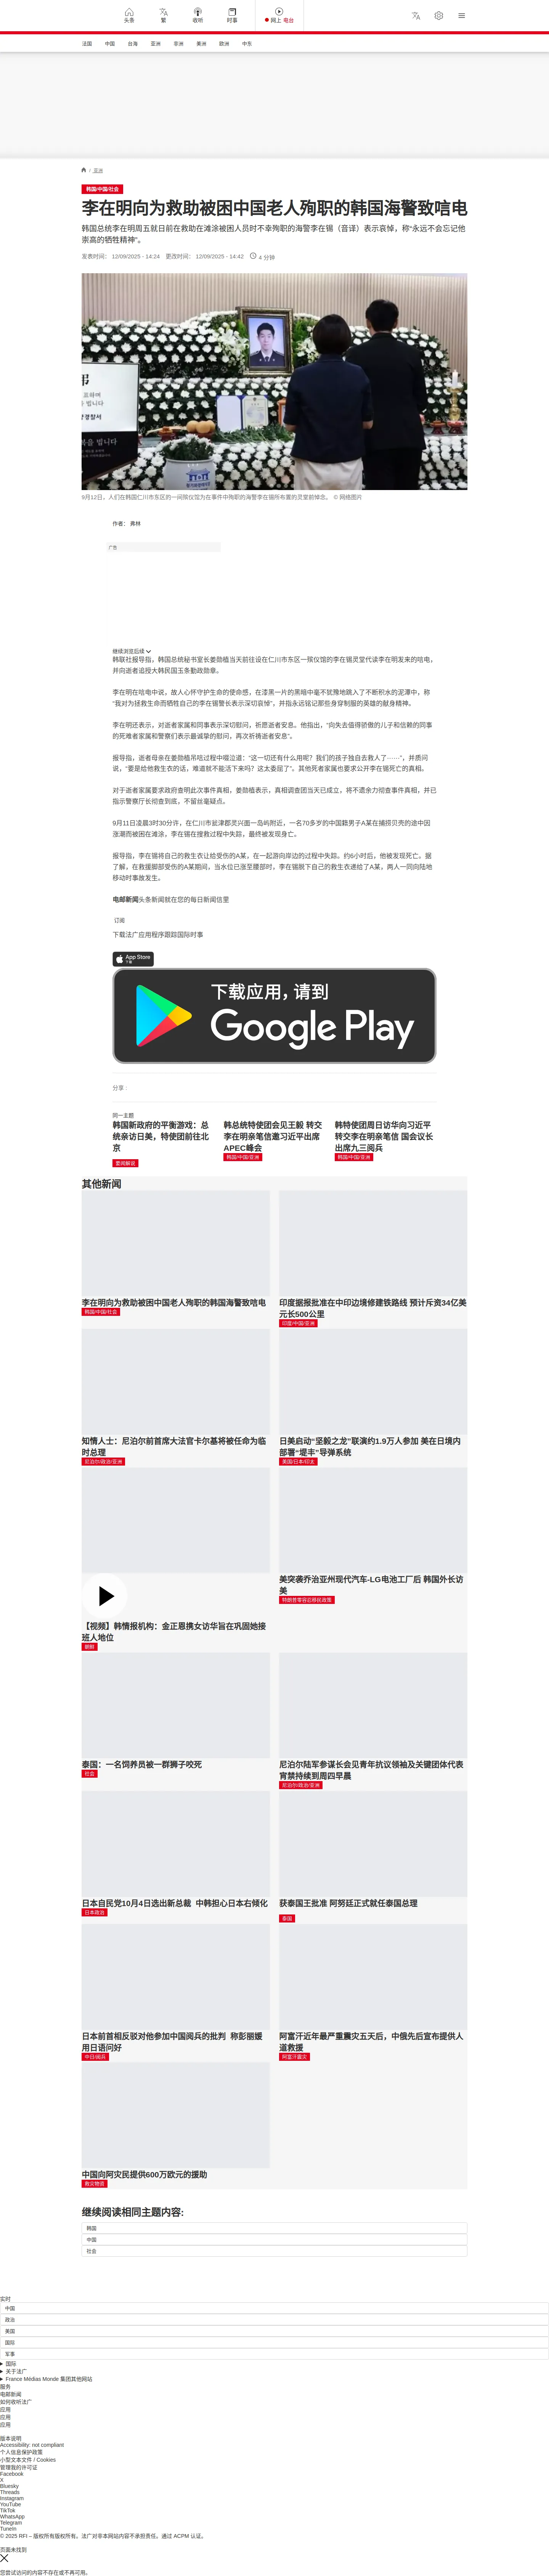 头条
繁
收听
时事
网上 电台
法国 中国 台海 亚洲 非洲 美洲 欧洲 中东
/ 亚洲
韩国/中国/社会
李在明向为救助被困中国老人殉职的韩国海警致唁电
韩国总统李在明周五就日前在救助在滩涂被困人员时不幸殉职的海警李在锡（音译）表示哀悼，称“永远不会忘记他
崇高的牺牲精神”。
发表时间： 12/09/2025 - 14:24 更改时间： 12/09/2025 - 14:42 4 分钟
9月12日，人们在韩国仁川市东区的一间殡仪馆为在事件中殉职的海警李在锡所布置的灵堂前悼念。 © 网络图片
作者： 弗林
广告
继续浏览后续
韩联社报导指，韩国总统秘书室长姜勋植当天前往设在仁川市东区一殡仪馆的李在锡灵堂代读李在明发来的唁电，
并向逝者追授大韩民国玉条勤政勋章。
李在明在唁电中说，故人心怀守护生命的使命感，在漆黑一片的黑暗中毫不犹豫地跳入了不断积水的泥潭中，称
“我对为拯救生命而牺牲自己的李在锡警长表示深切哀悼”，并指永远铭记那些身穿制服的英雄的献身精神。
李在明还表示，对逝者家属和同事表示深切慰问，祈愿逝者安息。他指出，“向失去值得骄傲的儿子和信赖的同事
的死难者家属和警察们表示最诚挚的慰问，再次祈祷逝者安息”。
报导指，逝者母亲在姜勋植吊唁过程中啜泣道：“这一切还有什么用呢？我们的孩子独自去救人了……”，并质问
说，“要是给他救生衣的话，难道就不能活下来吗？这太委屈了”。其他死者家属也要求公开李在锡死亡的真相。
对于逝者家属要求政府查明此次事件真相，姜勋植表示，真相调查团当天已成立，将不遗余力彻查事件真相，并已
指示警察厅长彻查到底，不留丝毫疑点。
9月11日凌晨3时30分许，在仁川市瓮津郡灵兴面一岛屿附近，一名70多岁的中国籍男子A某在捕捞贝壳的途中因
涨潮而被困在滩涂，李在锡在搜救过程中失踪，最终被发现身亡。
报导指，李在锡将自己的救生衣让给受伤的A某，在一起游向岸边的过程中失踪。约6小时后，他被发现死亡。据
了解，在救援脚部受伤的A某期间，当水位已涨至腰部时，李在锡脱下自己的救生衣递给了A某，两人一同向陆地
移动时事故发生。
电邮新闻头条新闻就在您的每日新闻信里
订阅
下载法广应用程序跟踪国际时事
App Store
下载
下载应用，请到
Google Play
分享 :
同一主题
韩国新政府的平衡游戏：总
统亲访日美，特使团前往北
京
要闻解说
韩总统特使团会见王毅 转交
李在明亲笔信邀习近平出席
APEC峰会
韩国/中国/亚洲
韩特使团周日访华向习近平
转交李在明亲笔信 国会议长
出席九三阅兵
韩国/中国/亚洲
其他新闻
李在明向为救助被困中国老人殉职的韩国海警致唁电
韩国/中国/社会
印度据报批准在中印边境修建铁路线 预计斥资34亿美
元长500公里
印度/中国/亚洲
知情人士：尼泊尔前首席大法官卡尔基将被任命为临
时总理
尼泊尔/政治/亚洲
日美启动“坚毅之龙”联演约1.9万人参加 美在日境内
部署“堤丰”导弹系统
美国/日本/印太
【视频】韩情报机构：金正恩携女访华旨在巩固她接
班人地位
朝鲜
美突袭乔治亚州现代汽车-LG电池工厂后 韩国外长访
美
特朗普零容忍移民政策
泰国：一名饲养员被一群狮子咬死
社会
尼泊尔陆军参谋长会见青年抗议领袖及关键团体代表
宵禁持续到周四早晨
尼泊尔/政治/亚洲
日本自民党10月4日选出新总裁 中韩担心日本右倾化
日本政治
获泰国王批准 阿努廷正式就任泰国总理
泰国
日本前首相反驳对他参加中国阅兵的批判 称彭丽媛
用日语问好
中日/阅兵
阿富汗近年最严重震灾五天后，中俄先后宣布提供人
道救援
阿富汗震灾
中国向阿灾民提供600万欧元的援助
救灾物资
继续阅读相同主题内容:
韩国
中国
社会
实时
中国
政治
美国
国际
军事
国际
关于法广
France Médias Monde 集团其他网站
服务
电邮新闻
如何收听法广
应用
应用
应用
版本说明
Accessibility: not compliant
个人信息保护政策
小型文本文件 / Cookies
管理我的许可证
Facebook
X
Bluesky
Threads
Instagram
YouTube
TikTok
WhatsApp
Telegram
TuneIn
© 2025 RFI – 版权所有版权所有。法广对非本网站内容不承担责任。通过 ACPM 认证。
页面未找到
您尝试访问的内容不存在或不再可用。